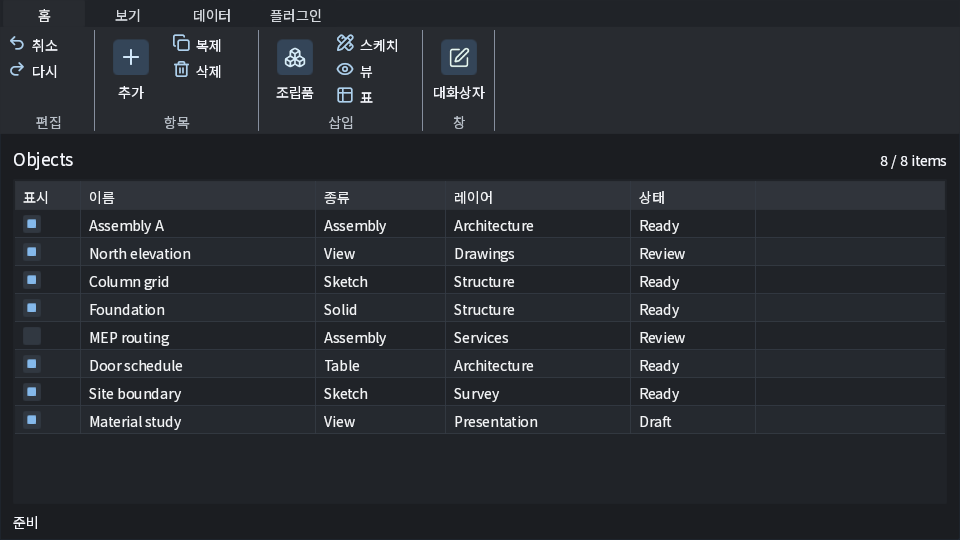 홈 보기 데이터 플러그인
취소
다시
편집
추가
복제
삭제
항목
조립품
스케치
뷰
표
삽입
대화상자
창
Objects 8 / 8 items
표시 이름 종류 레이어 상태
Assembly A Assembly Architecture Ready
North elevation View Drawings Review
Column grid Sketch Structure Ready
Foundation Solid Structure Ready
MEP routing Assembly Services Review
Door schedule Table Architecture Ready
Site boundary Sketch Survey Ready
Material study View Presentation Draft
준비